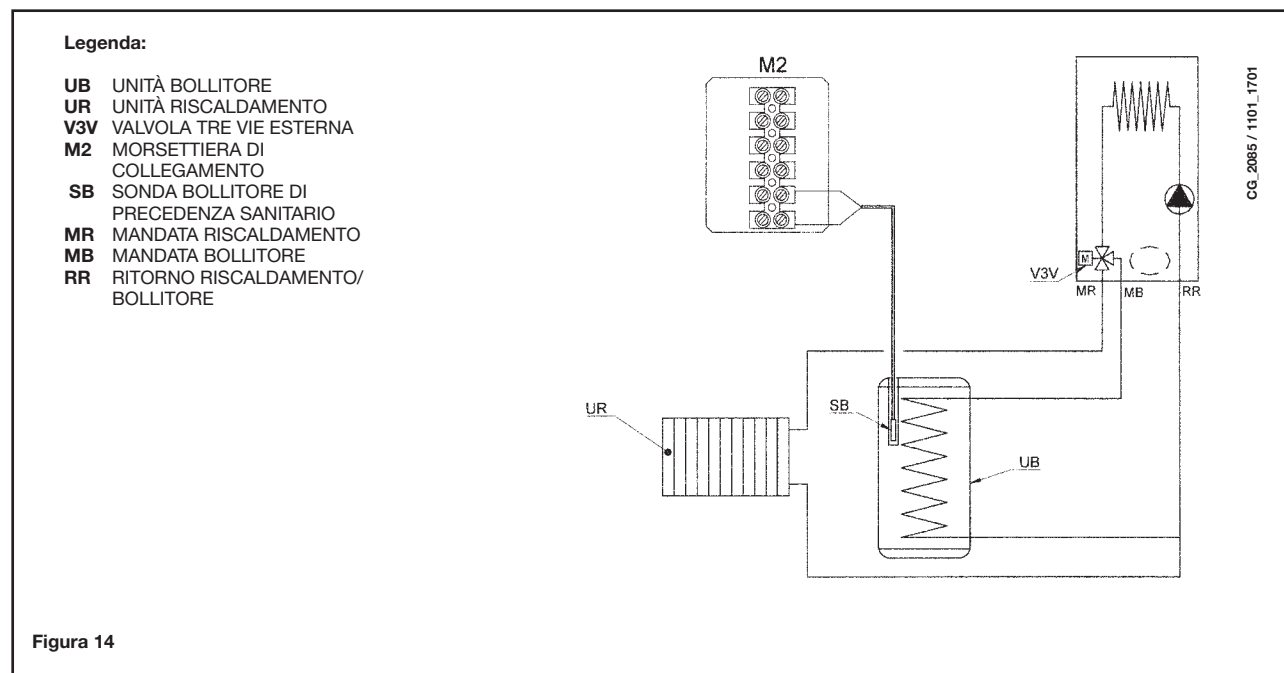 Legenda:
UB UNITÀ BOLLITORE
UR UNITÀ RISCALDAMENTO
V3V VALVOLA TRE VIE ESTERNA
M2 MORSETTIERA DI
COLLEGAMENTO
SB SONDA BOLLITORE DI
PRECEDENZA SANITARIO
MR MANDATA RISCALDAMENTO
MB MANDATA BOLLITORE
RR RITORNO RISCALDAMENTO/
BOLLITORE
M2
CG_2085 / 1101_1701
M
V3V
MR
MB
RR
UR
SB
UB
Figura 14